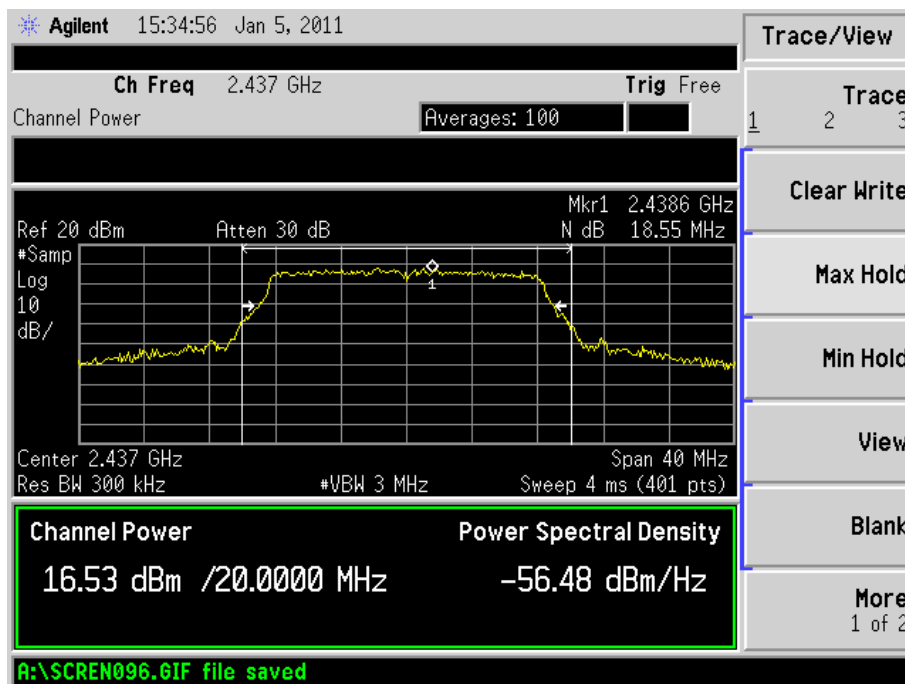 Agilent 15:34:56 Jan 5, 2011
Trace/View
Ch Freq 2.437 GHz Trig Free
Channel Power Averages: 100
Trace
1 2 3
Clear Write
Max Hold
Min Hold
View
Blank
More
1 of 2
Mkr1 2.4386 GHz
Ref 20 dBm Atten 30 dB N dB 18.55 MHz
#Samp
Log
10
dB/
1
Center 2.437 GHz Span 40 MHz
Res BW 300 kHz #VBW 3 MHz Sweep 4 ms (401 pts)
Channel Power Power Spectral Density
16.53 dBm /20.0000 MHz -56.48 dBm/Hz
A:\SCREN096.GIF file saved